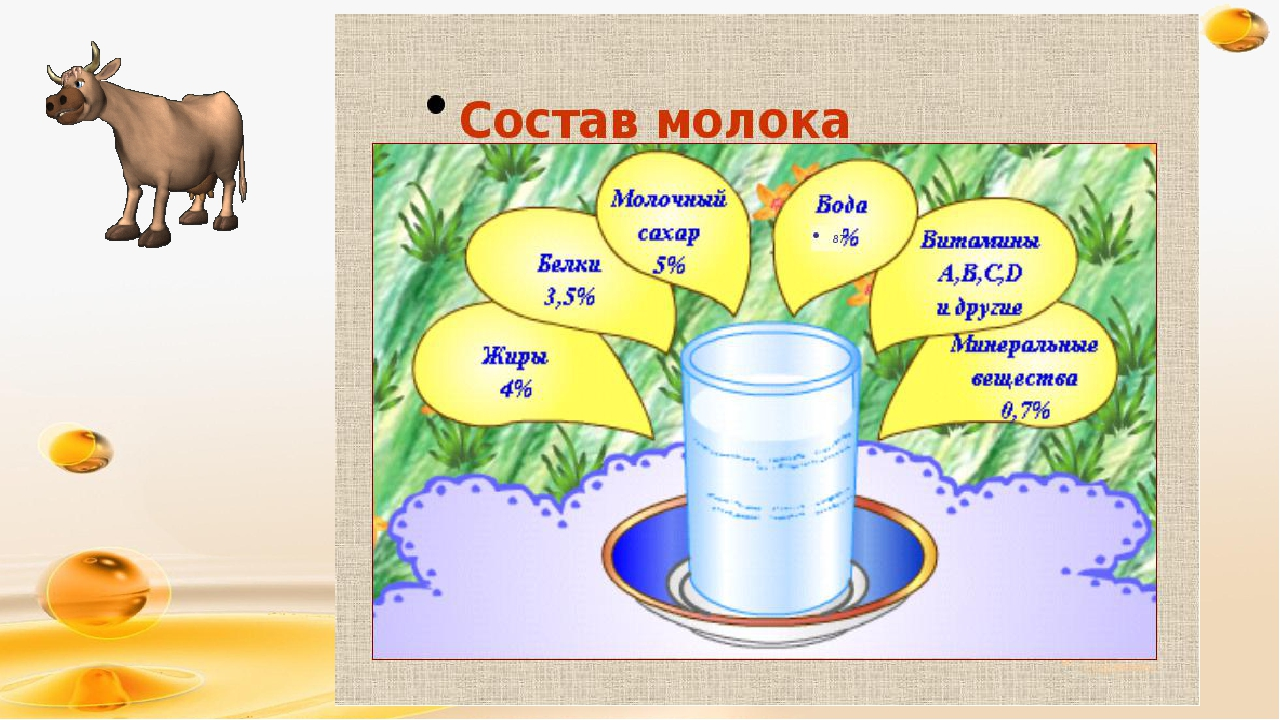 • Состав молока
Молочный
сахар
5%
Белки
3,5%
Жиры
4%
Вода
• 87%
Витамины
А,В,С,D
и другие
Минеральные
вещества
0,7%